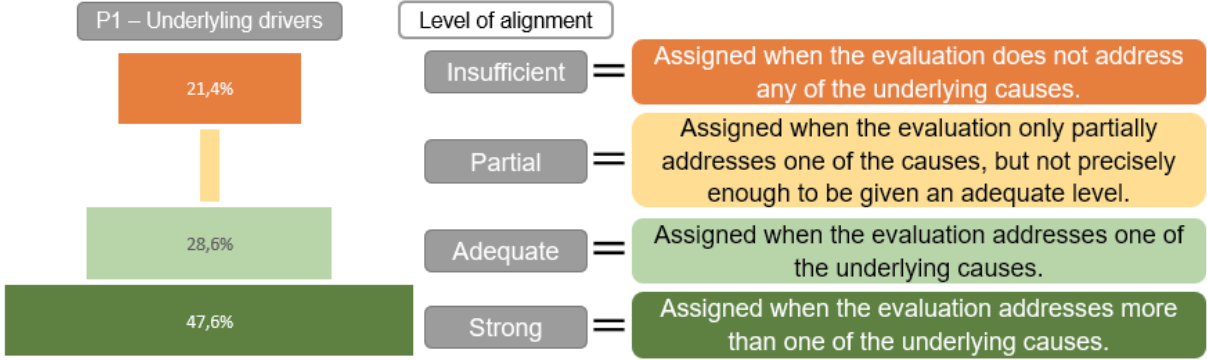 P1 – Underlyling drivers
Level of alignment
21,4%
Insufficient
=
Assigned when the evaluation does not address
any of the underlying causes.
Partial
=
Assigned when the evaluation only partially
addresses one of the causes, but not precisely
enough to be given an adequate level.
28,6%
Adequate
=
Assigned when the evaluation addresses one of
the underlying causes.
47,6%
Strong
=
Assigned when the evaluation addresses more
than one of the underlying causes.